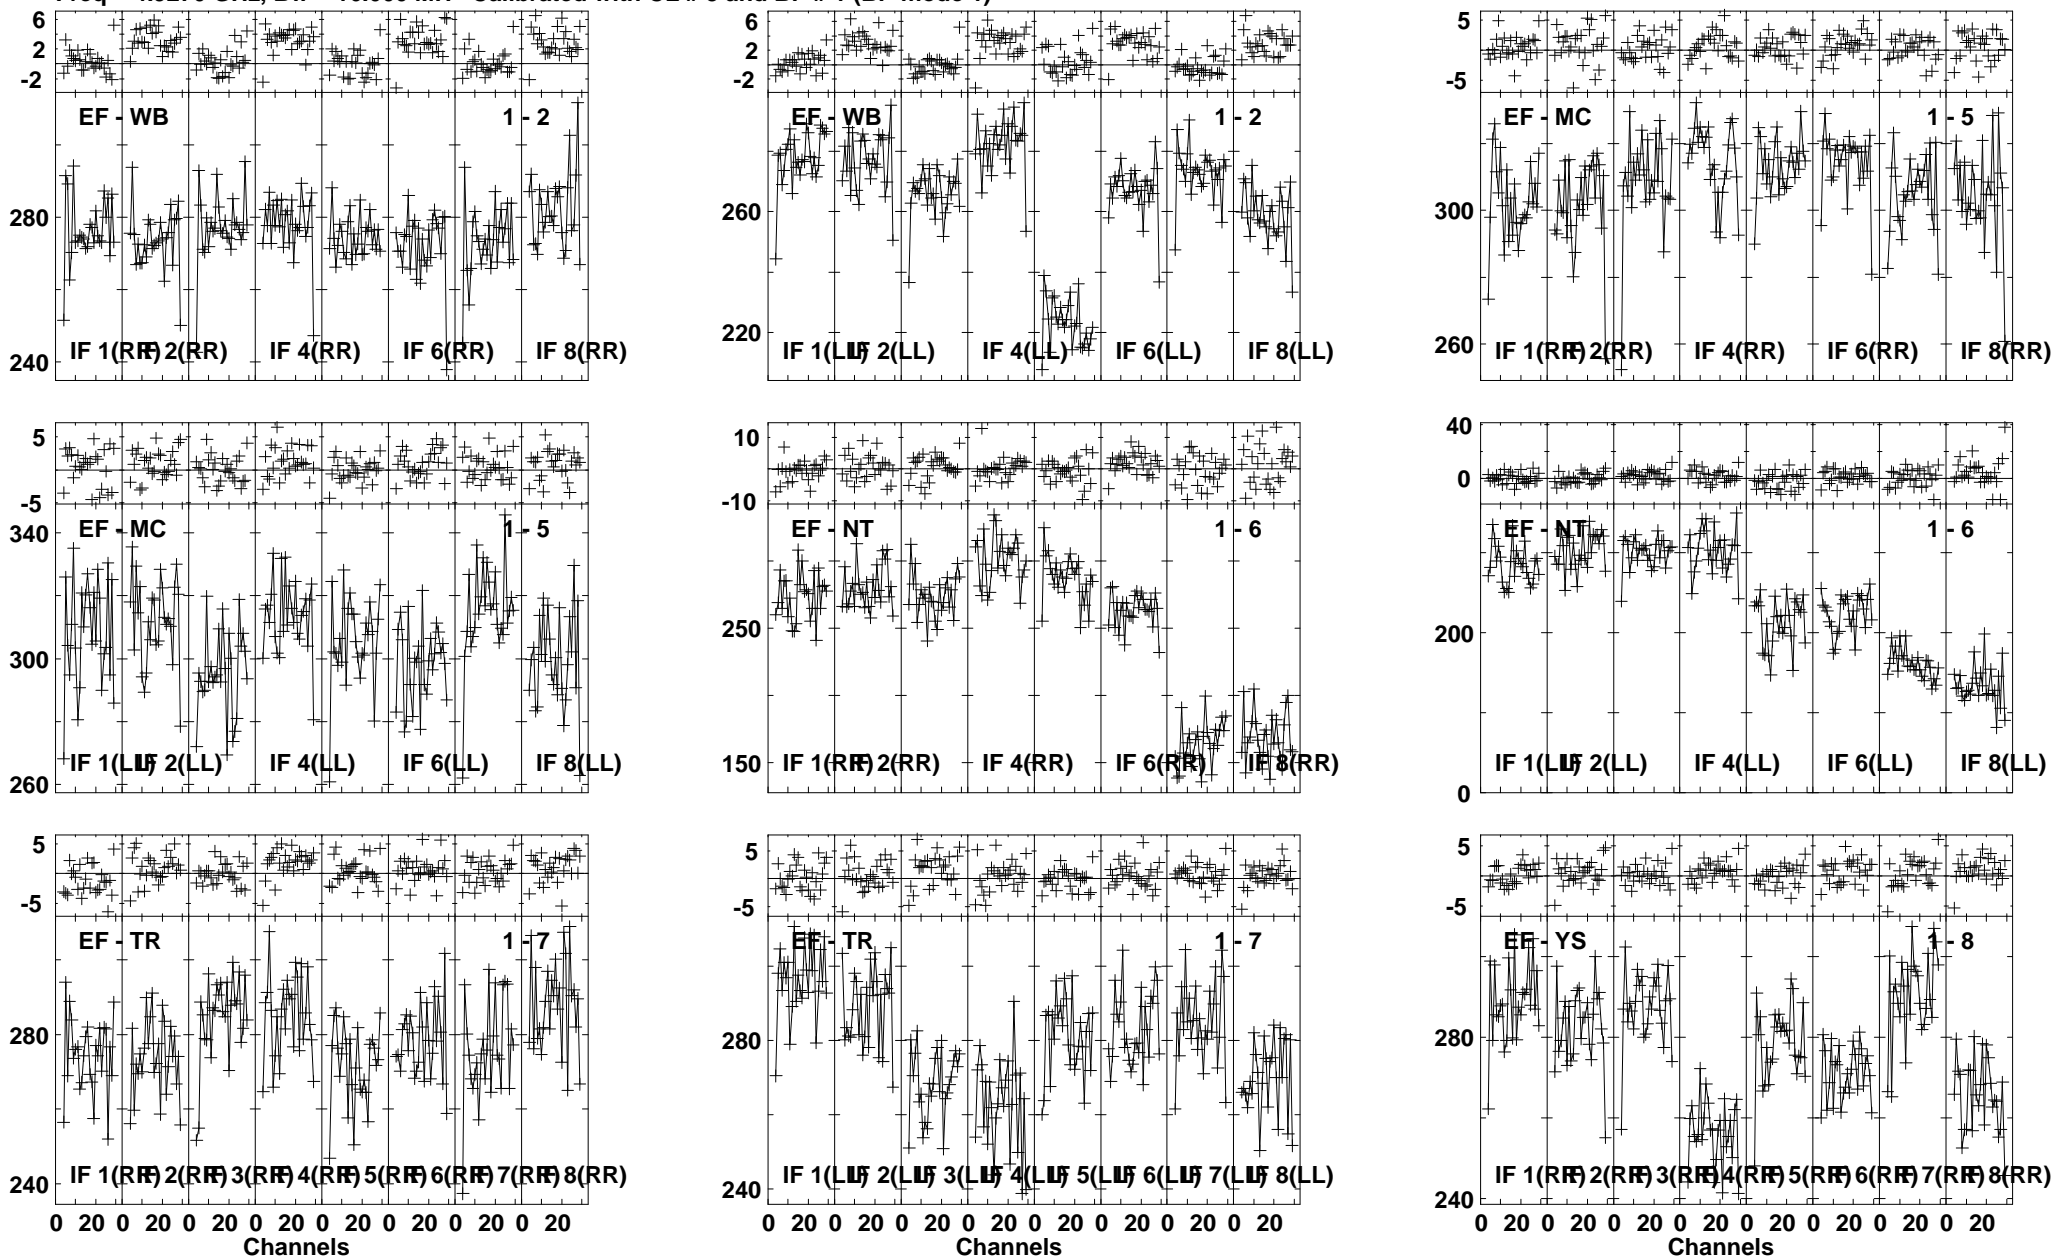 6
2
-2
6
2
-2
5
-5
EF - WB 1 - 2
EF - WB 1 - 2
EF - MC 1 - 5
280
240
260
220
300
260
IF 1(RR) IF 2(RR) IF 4(RR) IF 6(RR) IF 8(RR)
IF 1(LL) IF 2(LL) IF 4(LL) IF 6(LL) IF 8(LL)
IF 1(RR) IF 2(RR) IF 4(RR) IF 6(RR) IF 8(RR)
5
-5
10
-10
40
0
EF - MC 1 - 5
EF - NT 1 - 6
EF - NT 1 - 6
340
300
260
250
150
200
0
IF 1(LL) IF 2(LL) IF 4(LL) IF 6(LL) IF 8(LL)
IF 1(RR) IF 2(RR) IF 4(RR) IF 6(RR) IF 8(RR)
IF 1(LL) IF 2(LL) IF 4(LL) IF 6(LL) IF 8(LL)
5
-5
5
-5
5
-5
EF - TR 1 - 7
EF - TR 1 - 7
EF - YS 1 - 8
280
240
280
240
280
240
IF 1(RR) IF 2(RR) IF 3(RR) IF 4(RR) IF 5(RR) IF 6(RR) IF 7(RR) IF 8(RR)
IF 1(LL) IF 2(LL) IF 3(LL) IF 4(LL) IF 5(LL) IF 6(LL) IF 7(LL) IF 8(LL)
IF 1(RR) IF 2(RR) IF 3(RR) IF 4(RR) IF 5(RR) IF 6(RR) IF 7(RR) IF 8(RR)
0 20 0 20 0 20 0 20 0 20 0 20 0 20 0 20
0 20 0 20 0 20 0 20 0 20 0 20 0 20 0 20
0 20 0 20 0 20 0 20 0 20 0 20 0 20 0 20
Channels
Channels
Channels